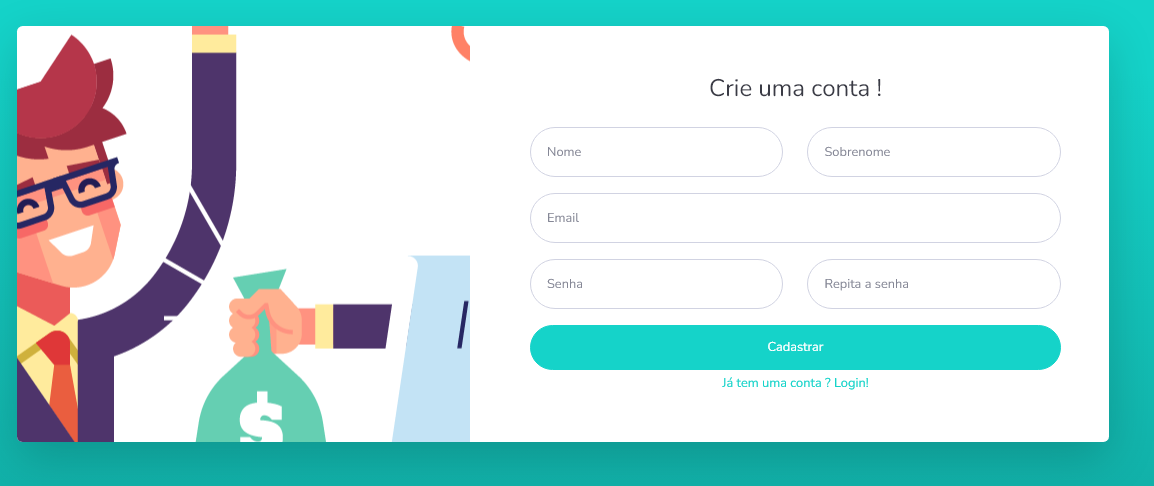 Crie uma conta !
Nome
Sobrenome
Email
Senha
Repita a senha
Cadastrar
Já tem uma conta ? Login!
$